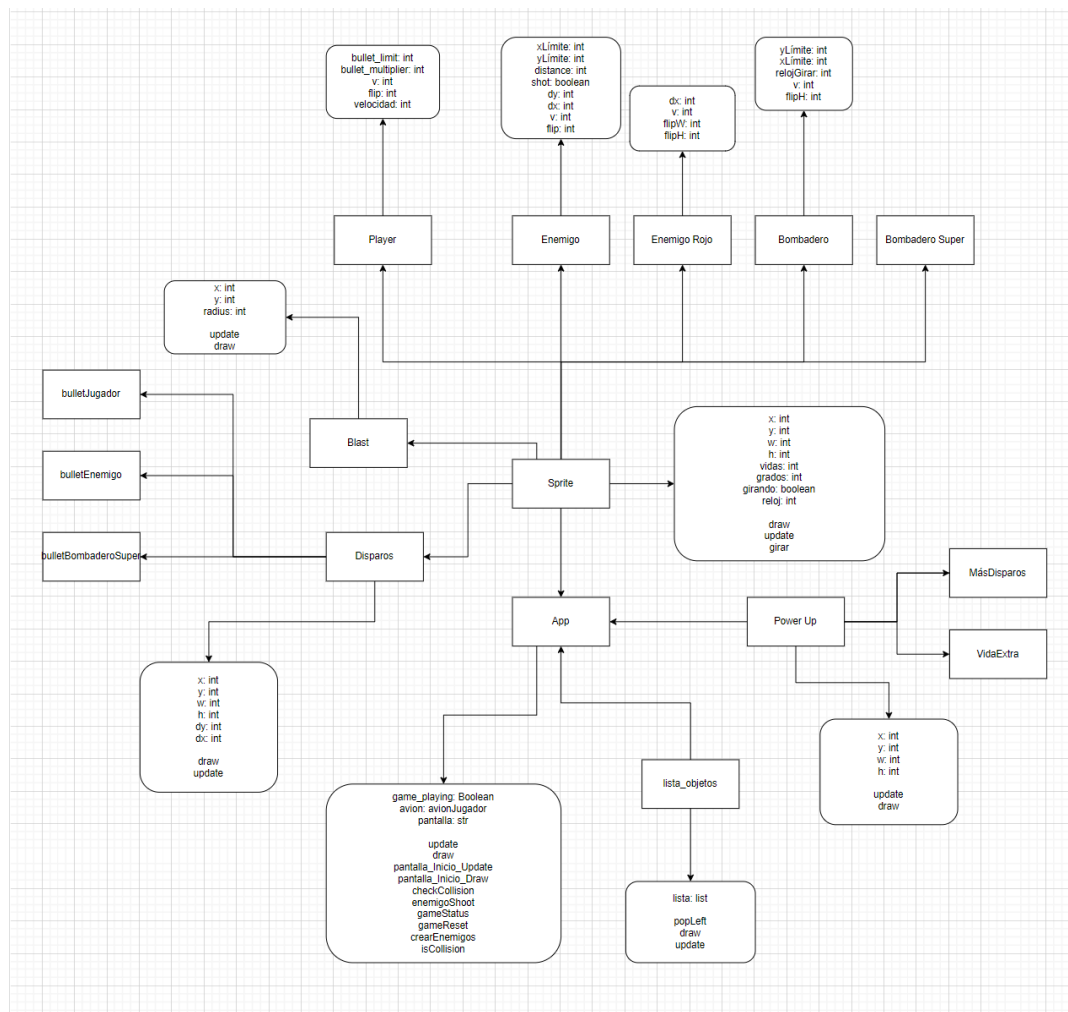 bullet_limit: int
bullet_multiplier: int
v: int
flip: int
velocidad: int
xLímite: int
yLímite: int
distance: int
shot: boolean
dy: int
dx: int
v: int
flip: int
dx: int
v: int
flipW: int
flipH: int
yLímite: int
xLímite: int
relojGirar: int
v: int
flipH: int
Player
Enemigo
Enemigo Rojo
Bombadero
Bombadero Super
x: int
y: int
radius: int
update
draw
bulletJugador
bulletEnemigo
bulletBombaderoSuper
Blast
Sprite
Disparos
x: int
y: int
w: int
h: int
vidas: int
grados: int
girando: boolean
reloj: int
draw
update
girar
App
Power Up
MásDisparos
VidaExtra
x: int
y: int
w: int
h: int
dy: int
dx: int
draw
update
game_playing: Boolean
avion: avionJugador
pantalla: str
update
draw
pantalla_Inicio_Update
pantalla_Inicio_Draw
checkCollision
enemigoShoot
gameStatus
gameReset
crearEnemigos
isCollision
lista_objetos
lista: list
popLeft
draw
update
x: int
y: int
w: int
h: int
update
draw